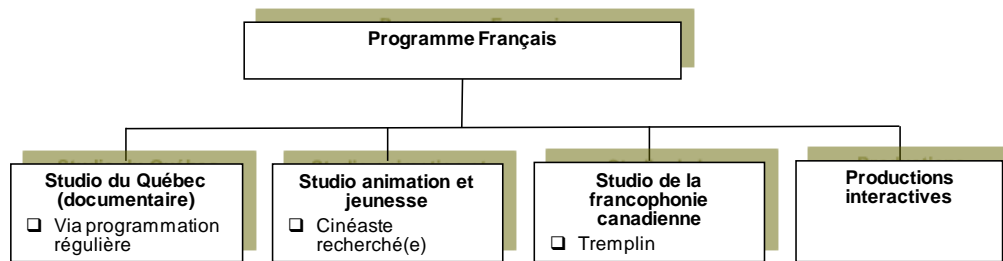 Programme Français
Studio du Québec
(documentaire)
❑ Via programmation
régulière
Studio animation et
jeunesse
❑ Cinéaste
recherché(e)
Studio de la
francophonie
canadienne
❑ Tremplin
Productions
interactives